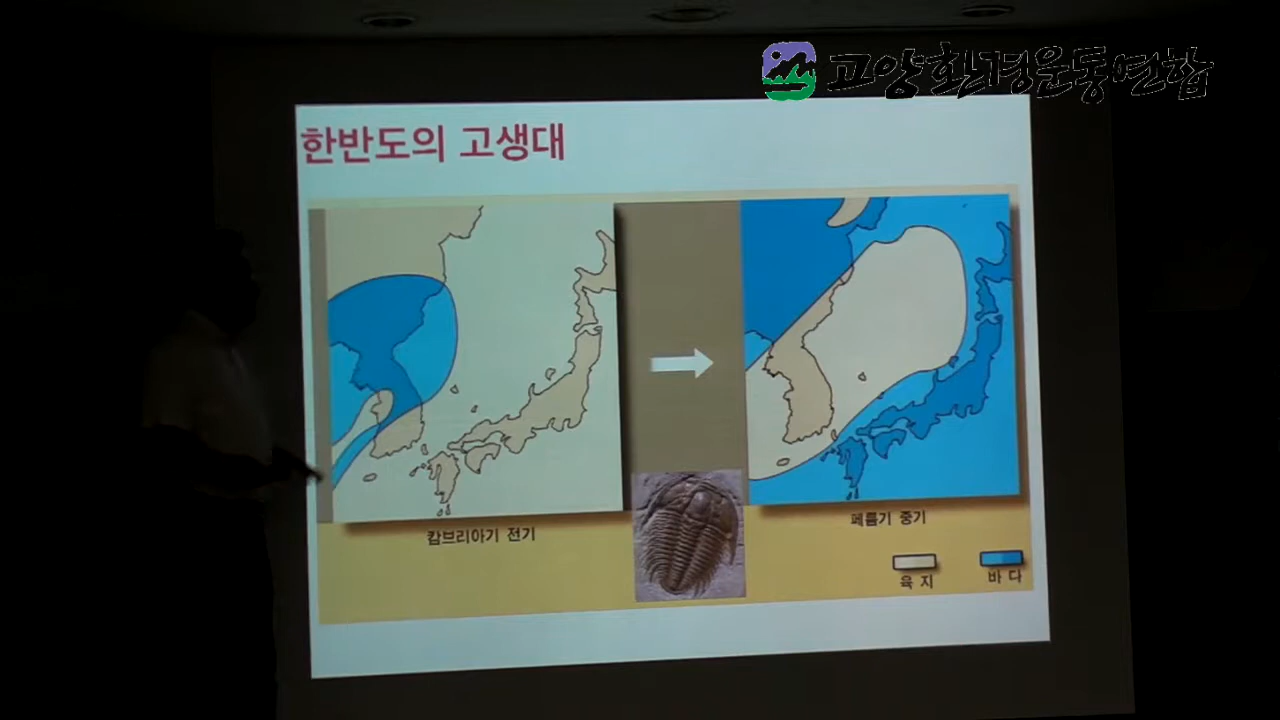 고양환경운동연합
한반도의 고생대
캄브리아기 전기
페름기 중기
육 지
바 다